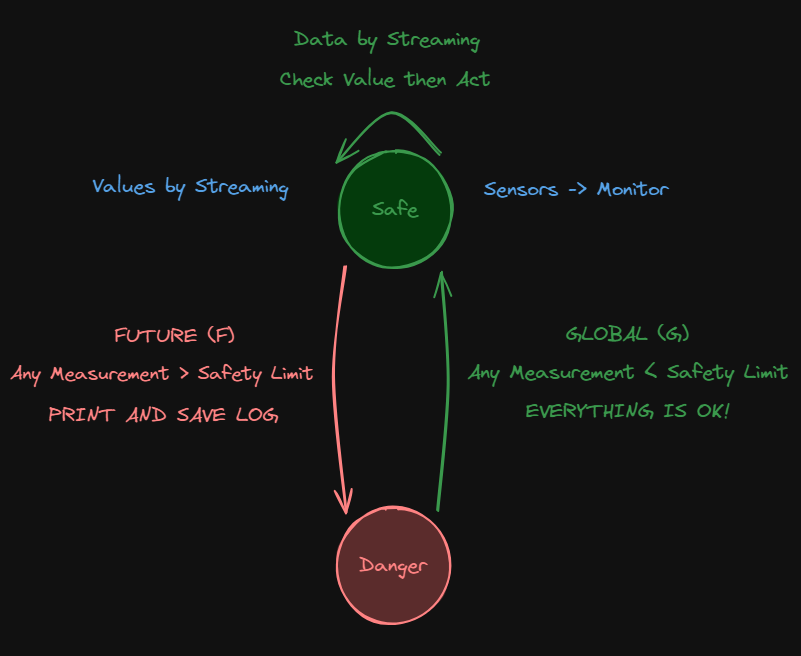 Data by Streaming
Check Value then Act
Values by Streaming
Sensors -> Monitor
Safe
FUTURE (F)
Any Measurement > Safety Limit
PRINT AND SAVE LOG
GLOBAL (G)
Any Measurement < Safety Limit
EVERYTHING IS OK!
Danger